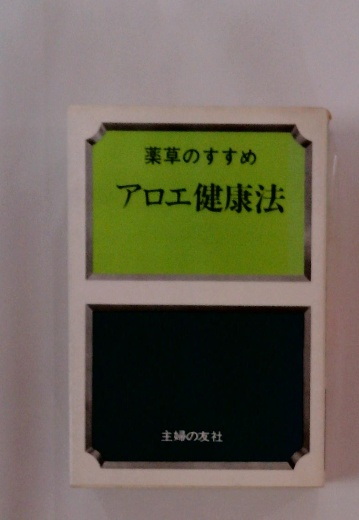 薬草のすすめ
アロエ健康法
主婦の友社